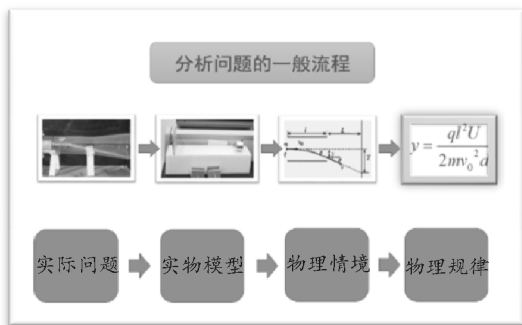 分析问题的一般流程
y = ql²U / 2mv₀²d
实际问题
实物模型
物理情境
物理规律